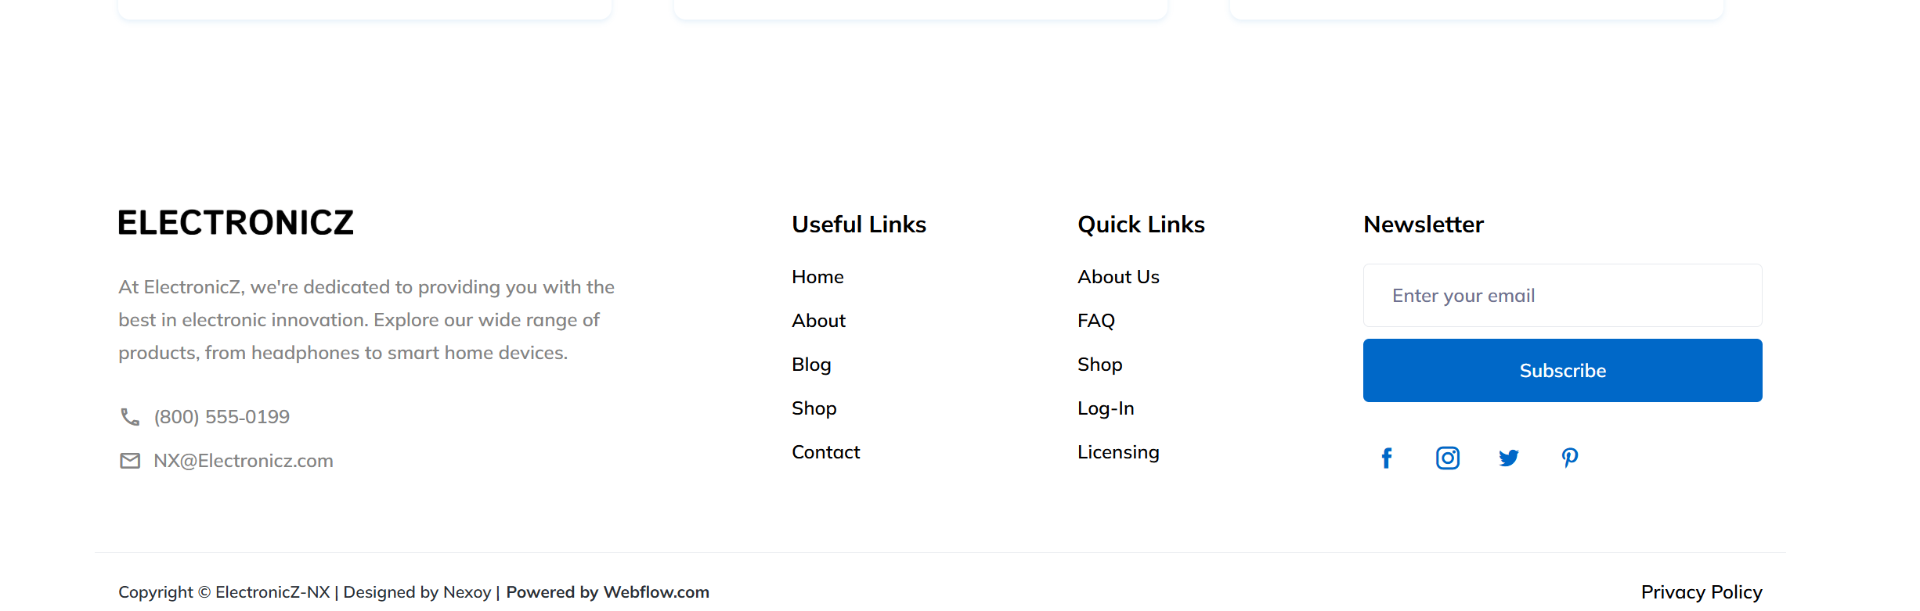 ELECTRONICZ
At ElectronicZ, we're dedicated to providing you with the
best in electronic innovation. Explore our wide range of
products, from headphones to smart home devices.
(800) 555-0199
NX@Electronicz.com
Useful Links
Home
About
Blog
Shop
Contact
Quick Links
About Us
FAQ
Shop
Log-In
Licensing
Newsletter
Enter your email
Subscribe
Copyright © ElectronicZ-NX | Designed by Nexoy | Powered by Webflow.com
Privacy Policy